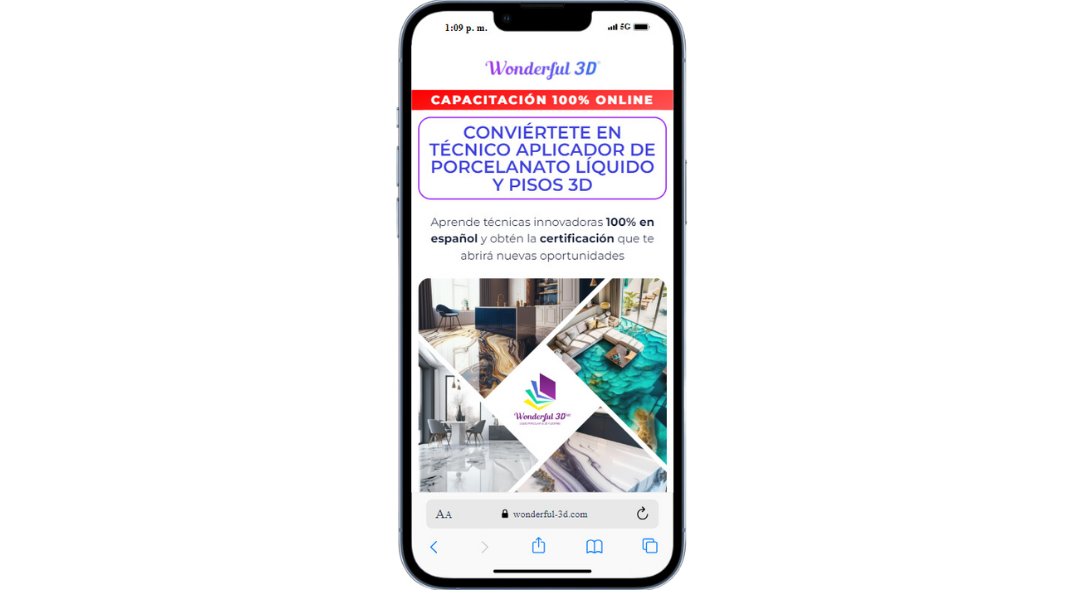 1:09 p. m.
5G
Wonderful 3D
CAPACITACIÓN 100% ONLINE
CONVIÉRTETE EN
TÉCNICO APLICADOR DE
PORCELANATO LÍQUIDO
Y PISOS 3D
Aprende técnicas innovadoras 100% en
español y obtén la certificación que te
abrirá nuevas oportunidades
Wonderful 3D
AA
wonderful-3d.com